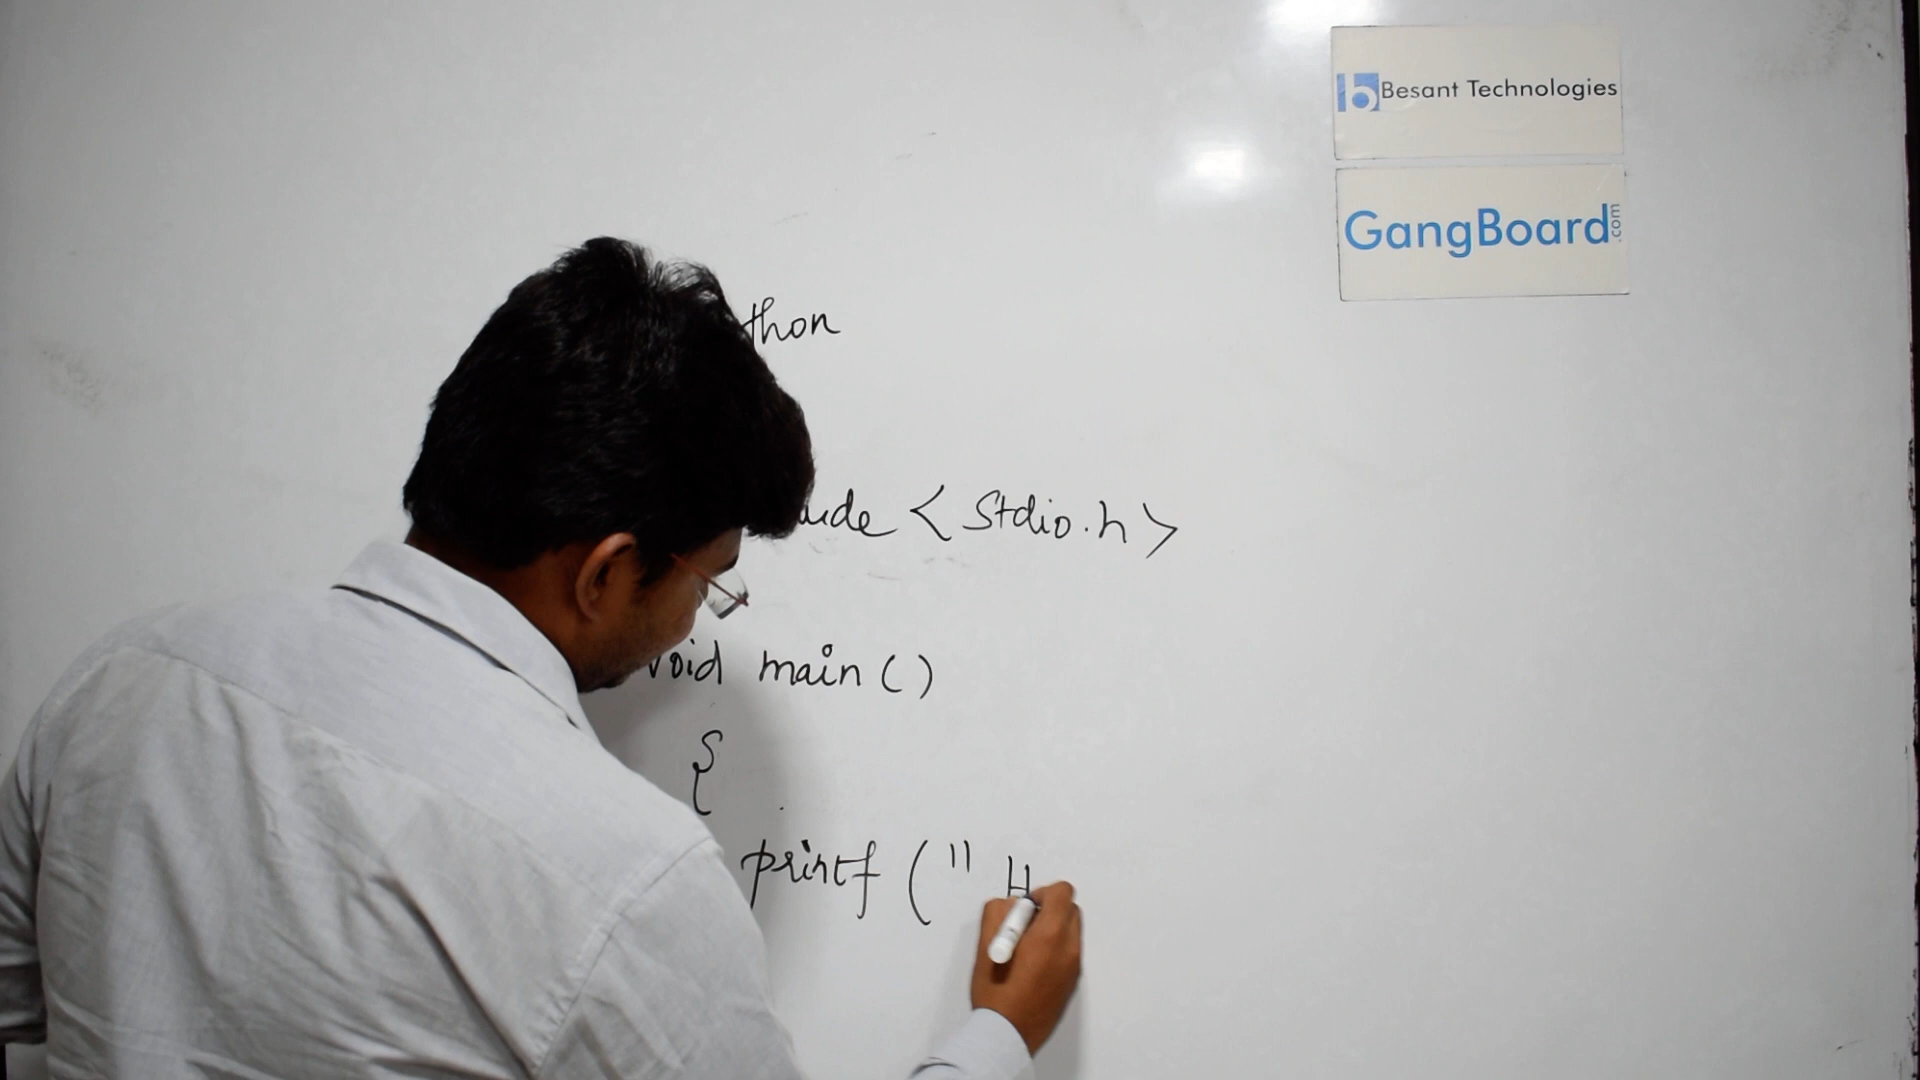 Besant Technologies
GangBoard.com
thon
ude <Stdio.h>
void main()
{
printf (" H